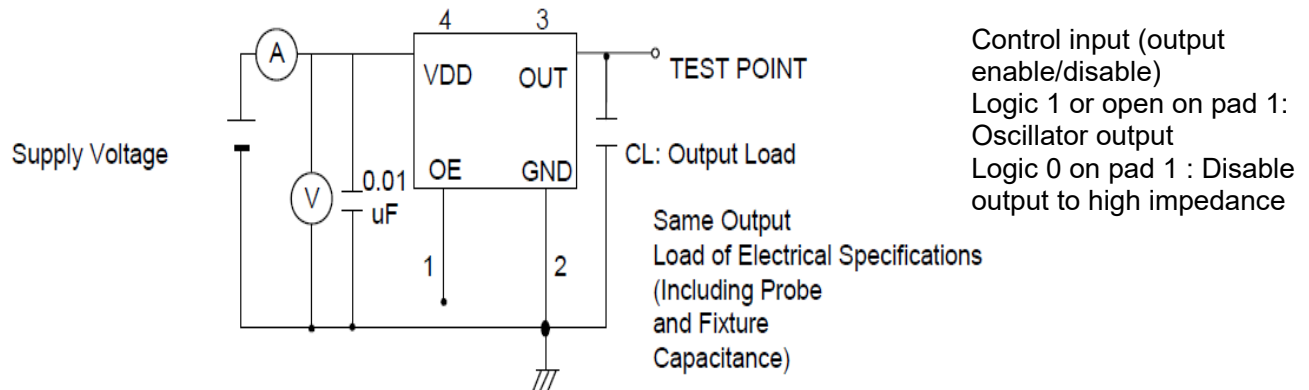 4
3
A
VDD
OUT
TEST POINT
Supply Voltage
V
0.01
uF
OE
GND
CL: Output Load
1
2
Same Output
Load of Electrical Specifications
(Including Probe
and Fixture
Capacitance)
Control input (output
enable/disable)
Logic 1 or open on pad 1:
Oscillator output
Logic 0 on pad 1 : Disable
output to high impedance